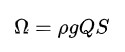 Ω = ρgQS